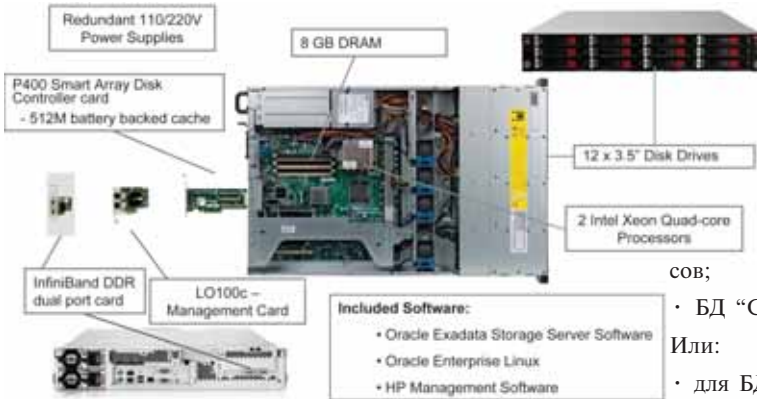 Redundant 110/220V
Power Supplies
8 GB DRAM
P400 Smart Array Disk
Controller card
- 512M battery backed cache
12 x 3.5" Disk Drives
2 Intel Xeon Quad-core
Processors
InfiniBand DDR
dual port card
LO100c –
Management Card
Included Software:
• Oracle Exadata Storage Server Software
• Oracle Enterprise Linux
• HP Management Software
сов;
· БД "
Или:
· для БД